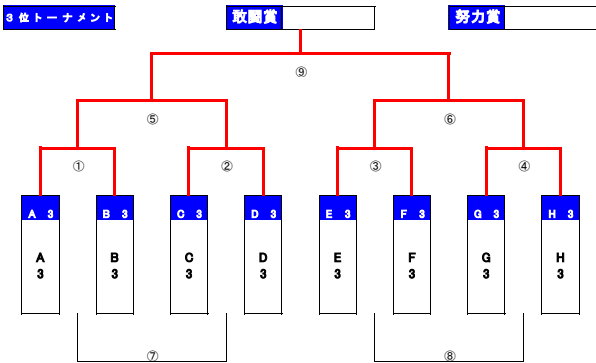 3位トーナメント 敢闘賞 努力賞
⑨
⑤ ⑥
① ② ③ ④
A 3 B 3 C 3 D 3 E 3 F 3 G 3 H 3
A B C D E F G H
3 3 3 3 3 3 3 3
⑦ ⑧